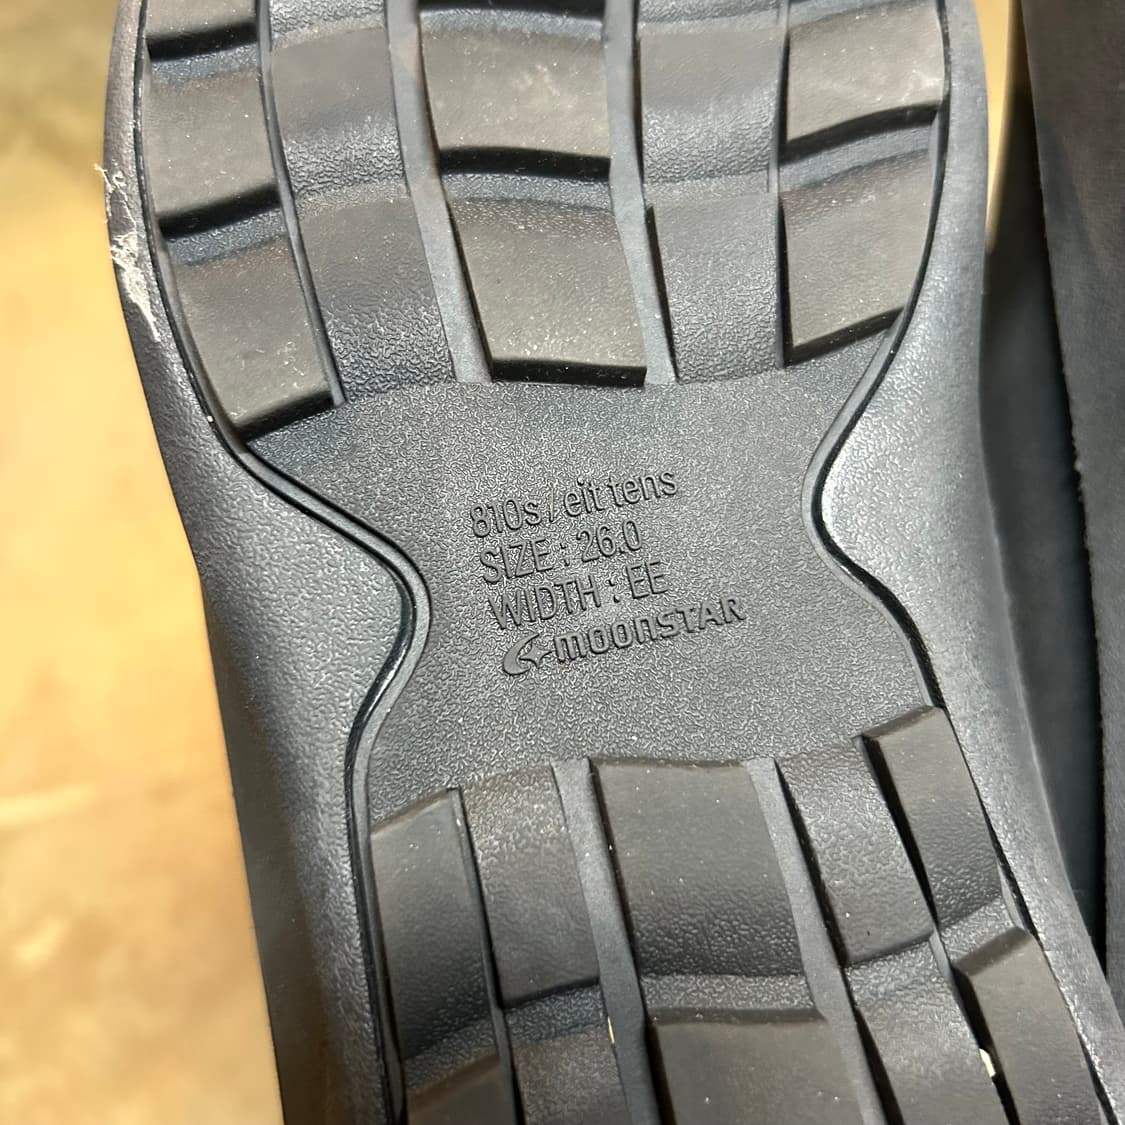 810s / eit tens
SIZE : 26.0
WIDTH : EE
moonSTAR